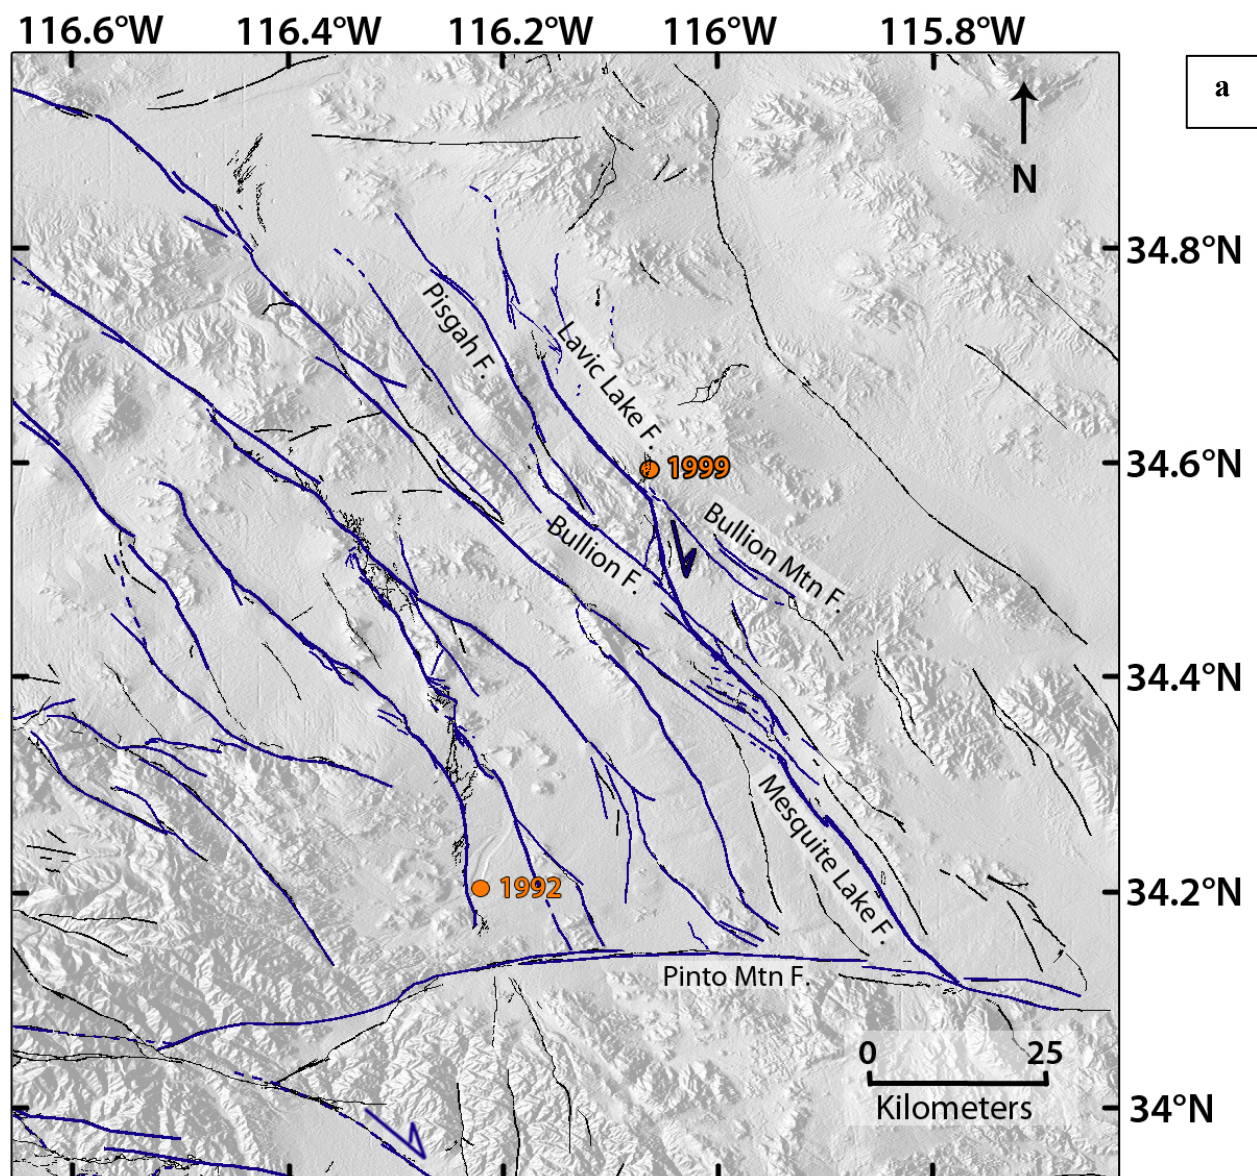 116.6°W 116.4°W 116.2°W 116°W 115.8°W
a
N
34.8°N
Pisgah F.
Lavic Lake F.
34.6°N
1999
Bullion Mtn F.
Bullion F.
34.4°N
Mesquite Lake F.
34.2°N
1992
Pinto Mtn F.
0 25
Kilometers
34°N